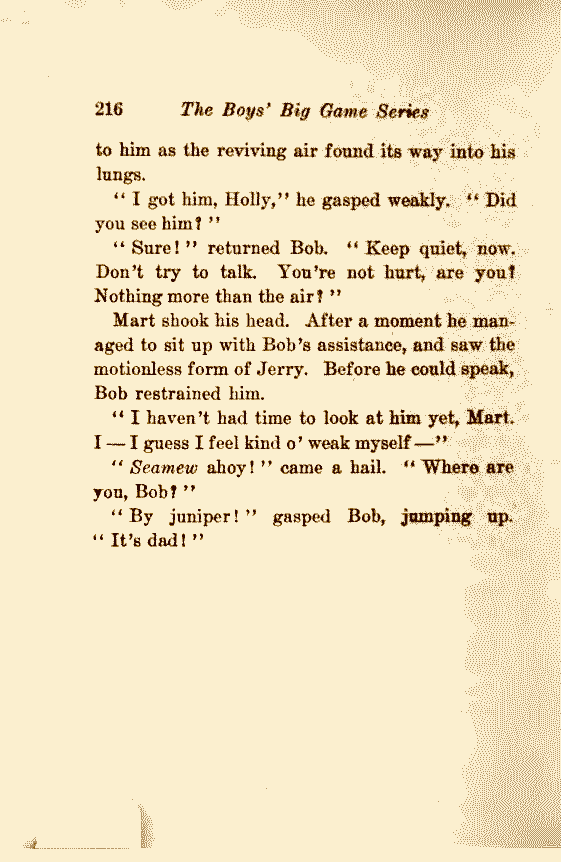 216 The Boys' Big Game Series
to him as the reviving air found its way into his
lungs.
" I got him, Holly," he gasped weakly. " Did
you see him? "
" Sure! " returned Bob. " Keep quiet, now.
Don't try to talk. You're not hurt, are you?
Nothing more than the air? "
Mart shook his head. After a moment he man-
aged to sit up with Bob's assistance, and saw the
motionless form of Jerry. Before he could speak,
Bob restrained him.
" I haven't had time to look at him yet, Mart.
I — I guess I feel kind o' weak myself —"
" Seamew ahoy! " came a hail. " Where are
you, Bob? "
" By juniper! " gasped Bob, jumping up.
" It's dad! "